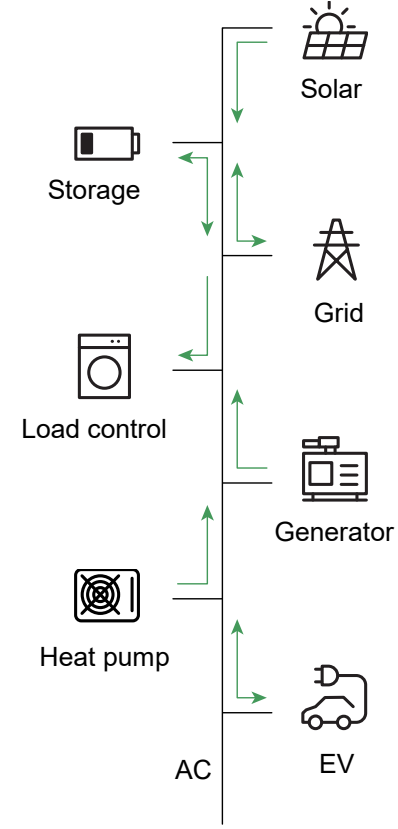 Solar
Storage
Grid
Load control
Generator
Heat pump
EV
AC